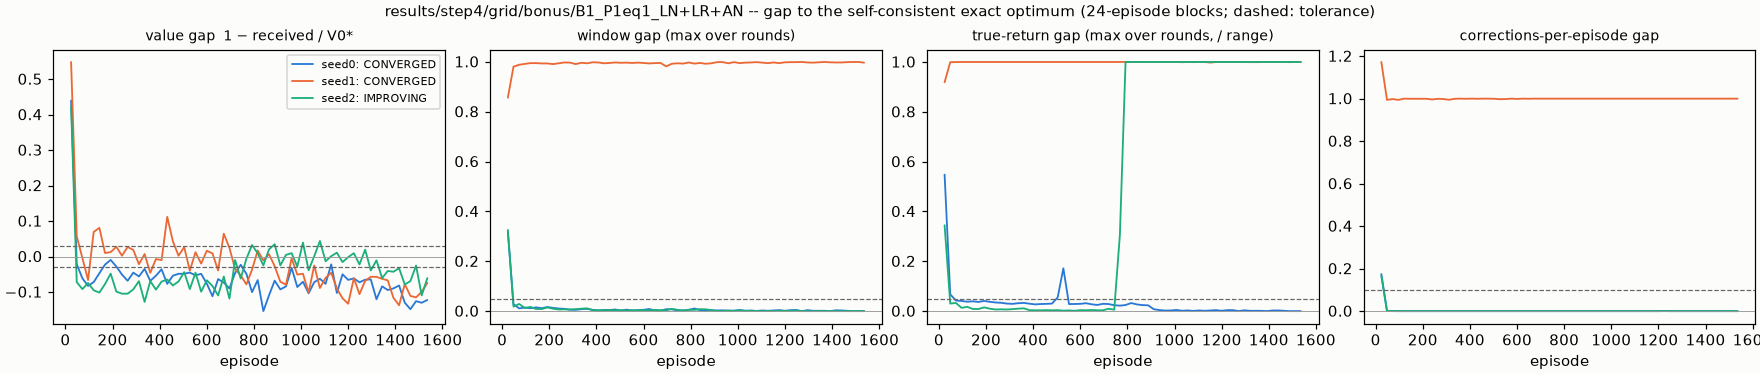 results/step4/grid/bonus/B1_P1eq1_LN+LR+AN -- gap to the self-consistent exact optimum (24-episode blocks; dashed: tolerance)
value gap 1 − received / V0*
0.5
0.4
0.3
0.2
0.1
0.0
−0.1
0 200 400 600 800 1000 1200 1400 1600
episode
seed0: CONVERGED
seed1: CONVERGED
seed2: IMPROVING
window gap (max over rounds)
1.0
0.8
0.6
0.4
0.2
0.0
0 200 400 600 800 1000 1200 1400 1600
episode
true-return gap (max over rounds, / range)
1.0
0.8
0.6
0.4
0.2
0.0
0 200 400 600 800 1000 1200 1400 1600
episode
corrections-per-episode gap
1.2
1.0
0.8
0.6
0.4
0.2
0.0
0 200 400 600 800 1000 1200 1400
episode